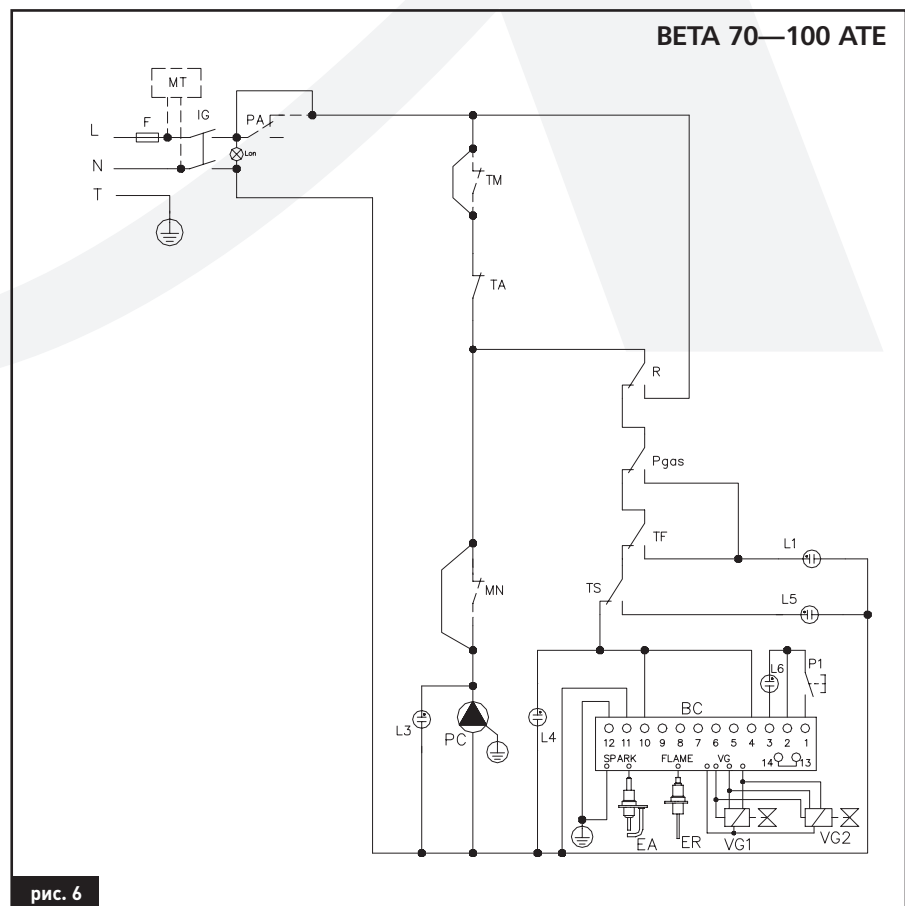 BETA 70—100 ATE
MT
F
IG
PA
L
Lan
N
T
TM
TA
R
Pgas
TF
L1
TS
L5
MN
L6
P1
BC
L3
PC
L4
12 11 10 9 8 7 6 5 4 3 2 1
SPARK FLAME VG 14 13
EA ER VG1 VG2
рис. 6